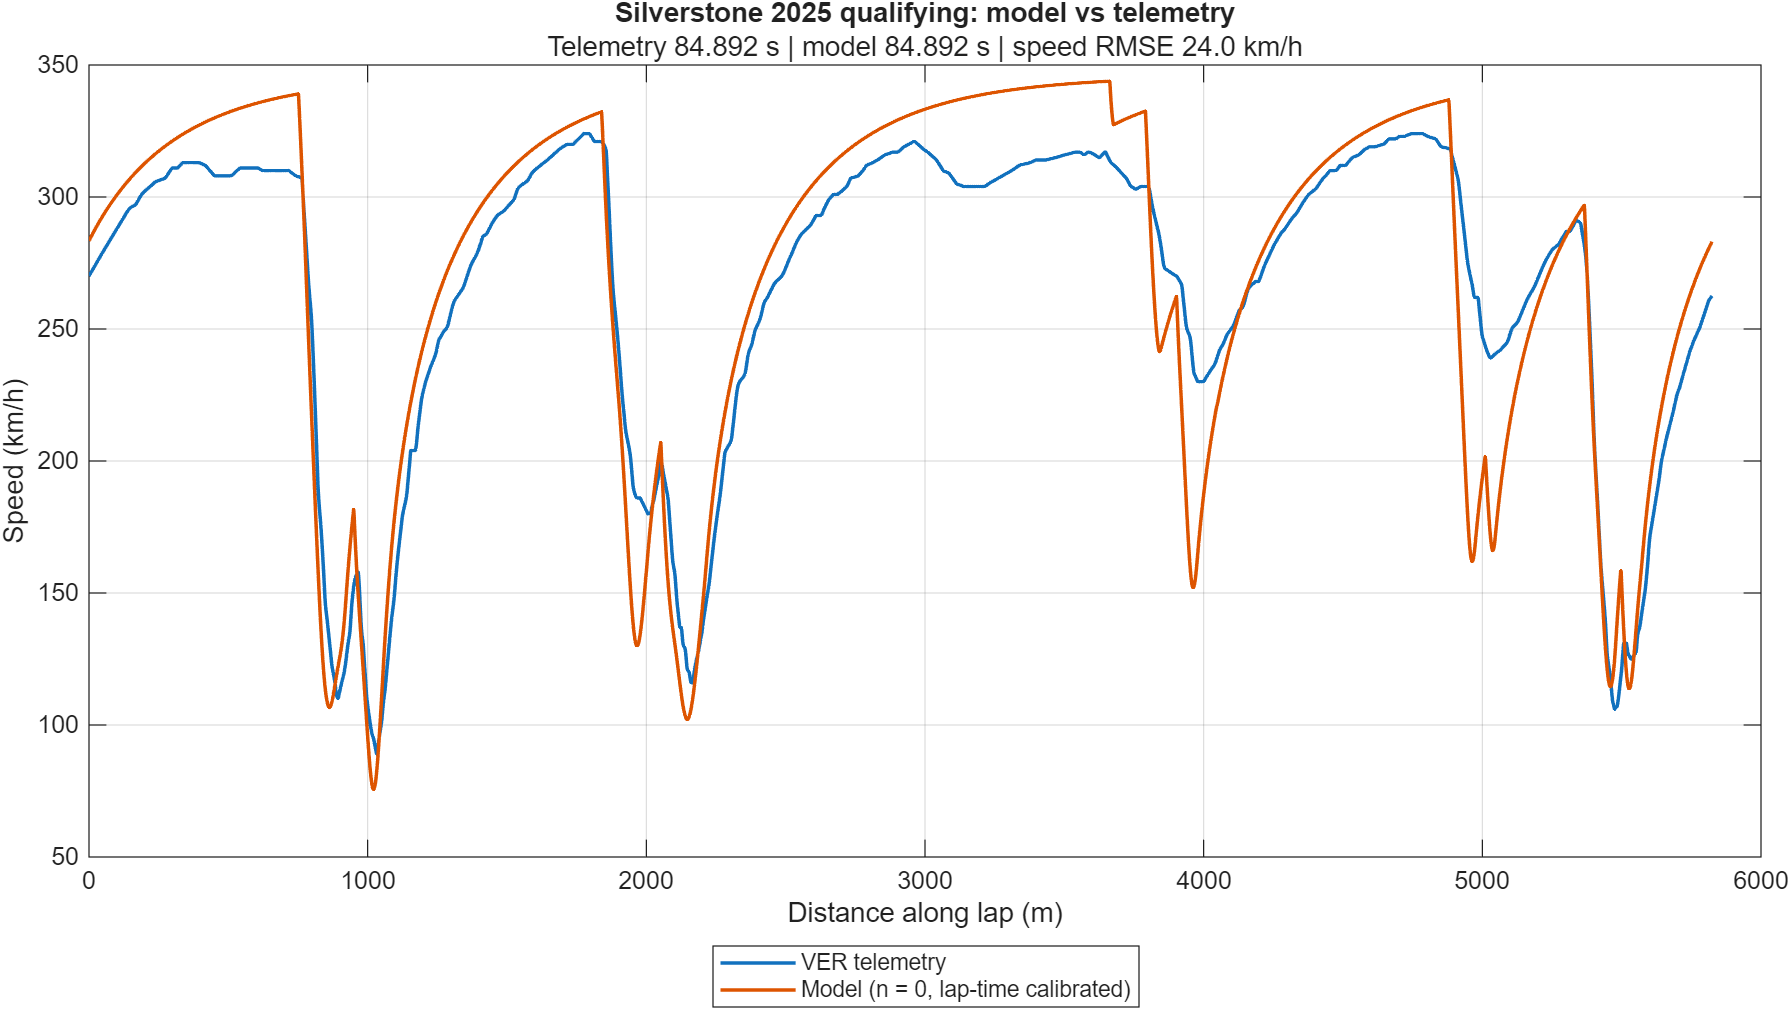 Silverstone 2025 qualifying: model vs telemetry
Telemetry 84.892 s | model 84.892 s | speed RMSE 24.0 km/h
350
300
250
200
150
100
50
Speed (km/h)
0 1000 2000 3000 4000 5000 6000
Distance along lap (m)
VER telemetry
Model (n = 0, lap-time calibrated)